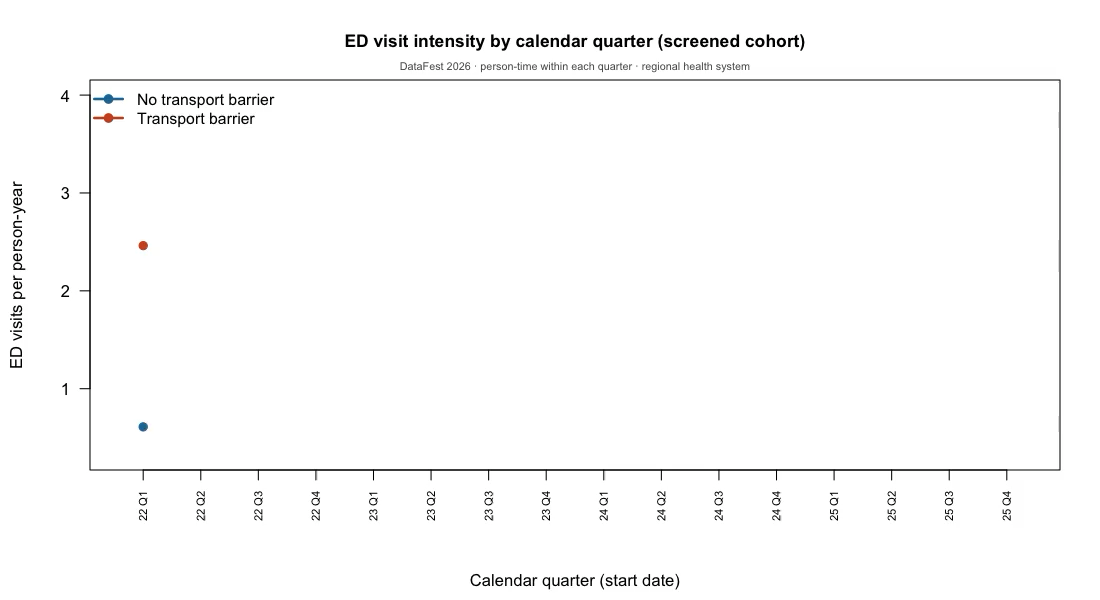 ED visit intensity by calendar quarter (screened cohort)
DataFest 2026 · person-time within each quarter · regional health system
No transport barrier
Transport barrier
ED visits per person-year
4
3
2
1
22 Q1
22 Q2
22 Q3
22 Q4
23 Q1
23 Q2
23 Q3
23 Q4
24 Q1
24 Q2
24 Q3
24 Q4
25 Q1
25 Q2
25 Q3
25 Q4
Calendar quarter (start date)